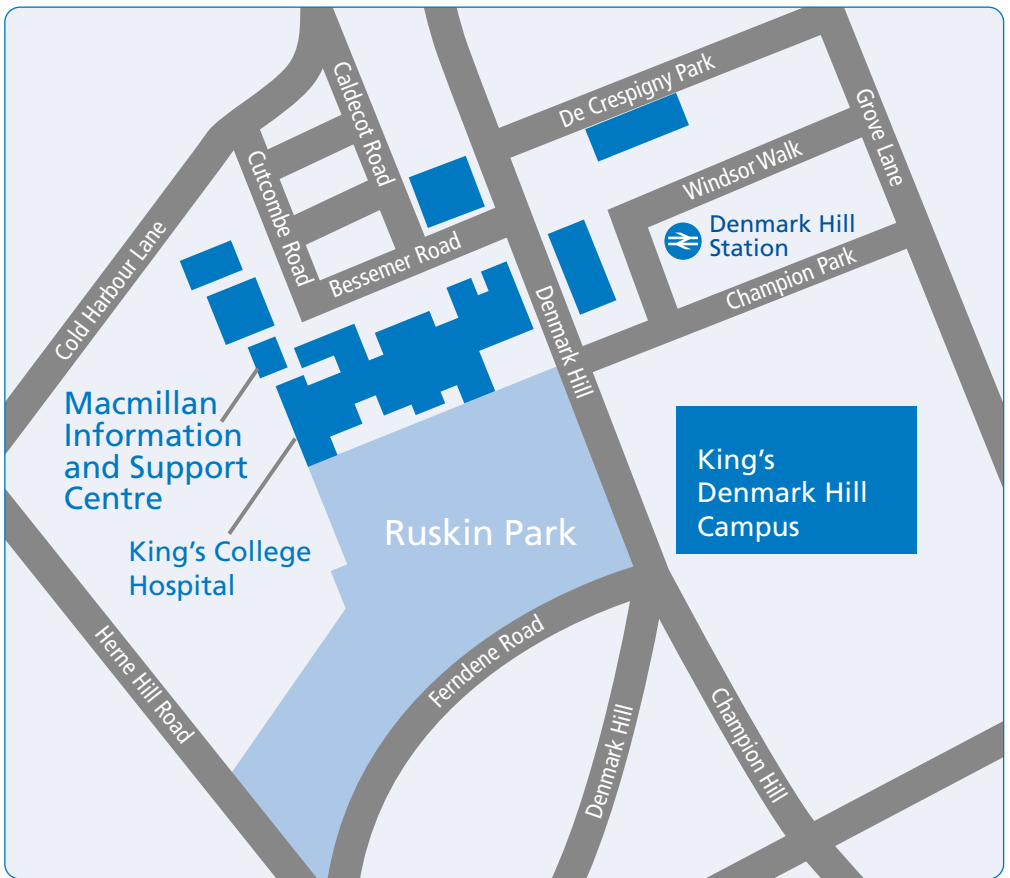 Caldecot Road
De Crespigny Park
Grove Lane
Cutcombe Road
Windsor Walk
Cold Harbour Lane
Bessemer Road
Denmark Hill
Station
Champion Park
Denmark Hill
Macmillan
Information
and Support
Centre
King's
Denmark Hill
Campus
Ruskin Park
King's College
Hospital
Herne Hill Road
Ferndene Road
Denmark Hill
Champion Hill